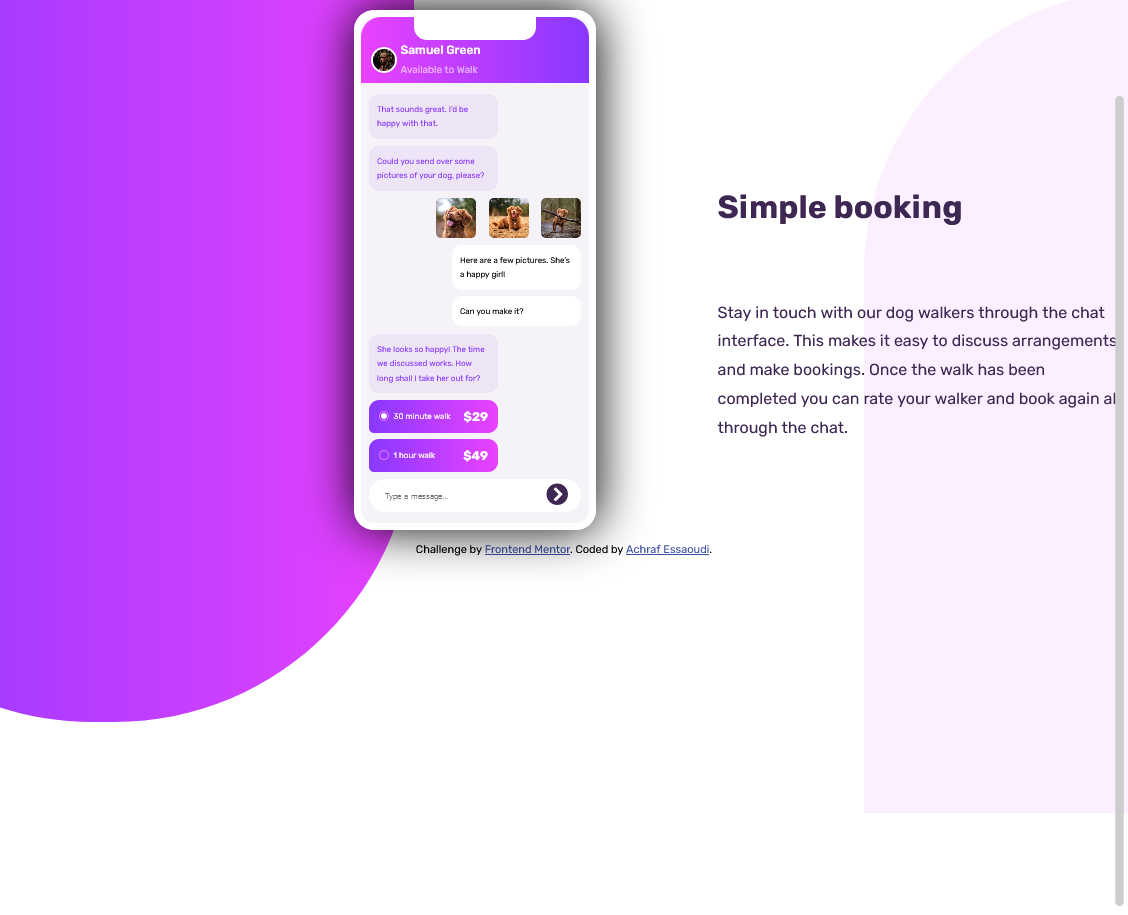 Samuel Green
Available to Walk
That sounds great. I'd be
happy with that.
Could you send over some
pictures of your dog, please?
Here are a few pictures. She's
a happy girl!
Can you make it?
She looks so happy! The time
we discussed works. How
long shall I take her out for?
30 minute walk $29
1 hour walk $49
Type a message...
Simple booking
Stay in touch with our dog walkers through the chat
interface. This makes it easy to discuss arrangements
and make bookings. Once the walk has been
completed you can rate your walker and book again
through the chat.
Challenge by Frontend Mentor. Coded by Achraf Essaoudi.